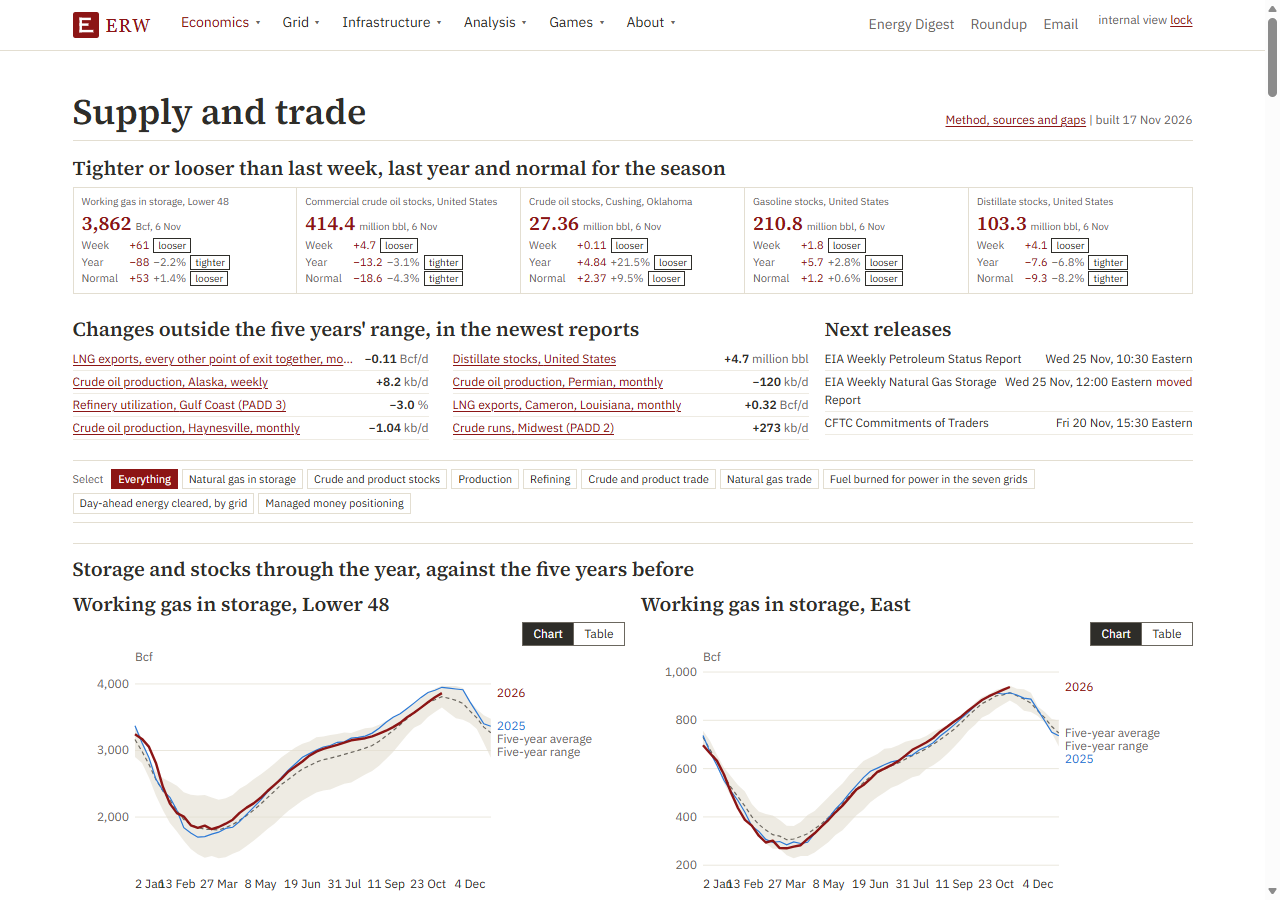 E ERW Economics Grid Infrastructure Analysis Games About Energy Digest Roundup Email internal view lock
Supply and trade
Method, sources and gaps | built 17 Nov 2026
Tighter or looser than last week, last year and normal for the season
Working gas in storage, Lower 48
3,862 Bcf, 6 Nov
Week +61 looser
Year −88 −2.2% tighter
Normal +53 +1.4% looser
Commercial crude oil stocks, United States
414.4 million bbl, 6 Nov
Week +4.7 looser
Year −13.2 −3.1% tighter
Normal −18.6 −4.3% tighter
Crude oil stocks, Cushing, Oklahoma
27.36 million bbl, 6 Nov
Week +0.11 looser
Year +4.84 +21.5% looser
Normal +2.37 +9.5% looser
Gasoline stocks, United States
210.8 million bbl, 6 Nov
Week +1.8 looser
Year +5.7 +2.8% looser
Normal +1.2 +0.6% looser
Distillate stocks, United States
103.3 million bbl, 6 Nov
Week +4.1 looser
Year −7.6 −6.8% tighter
Normal −9.3 −8.2% tighter
Changes outside the five years' range, in the newest reports
LNG exports, every other point of exit together, mo... −0.11 Bcf/d
Crude oil production, Alaska, weekly +8.2 kb/d
Refinery utilization, Gulf Coast (PADD 3) −3.0 %
Crude oil production, Haynesville, monthly −1.04 kb/d
Distillate stocks, United States +4.7 million bbl
Crude oil production, Permian, monthly −120 kb/d
LNG exports, Cameron, Louisiana, monthly +0.32 Bcf/d
Crude runs, Midwest (PADD 2) +273 kb/d
Next releases
EIA Weekly Petroleum Status Report Wed 25 Nov, 10:30 Eastern
EIA Weekly Natural Gas Storage Wed 25 Nov, 12:00 Eastern moved
Report
CFTC Commitments of Traders Fri 20 Nov, 15:30 Eastern
Select Everything Natural gas in storage Crude and product stocks Production Refining Crude and product trade Natural gas trade Fuel burned for power in the seven grids
Day-ahead energy cleared, by grid Managed money positioning
Storage and stocks through the year, against the five years before
Working gas in storage, Lower 48
Chart Table
Bcf
4,000
3,000
2,000
2026
2025
Five-year average
Five-year range
2 Jan 13 Feb 27 Mar 8 May 19 Jun 31 Jul 11 Sep 23 Oct 4 Dec
Working gas in storage, East
Chart Table
Bcf
1,000
800
600
400
200
2026
Five-year average
Five-year range
2025
2 Jan 13 Feb 27 Mar 8 May 19 Jun 31 Jul 11 Sep 23 Oct 4 Dec